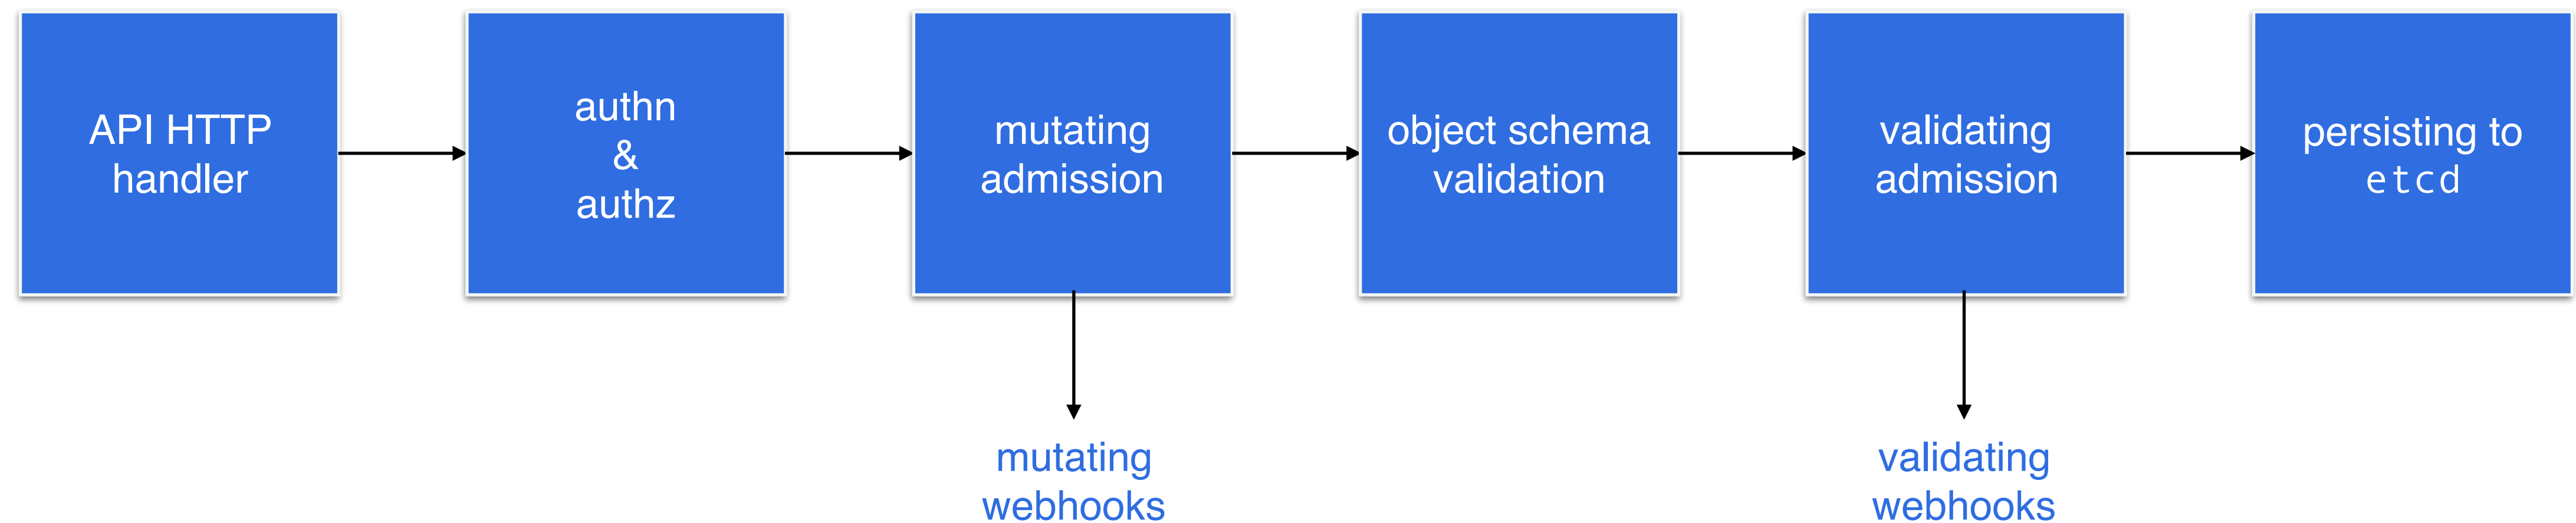 API HTTP
handler
authn
&
authz
mutating
admission
object schema
validation
validating
admission
persisting to
etcd
mutating
webhooks
validating
webhooks